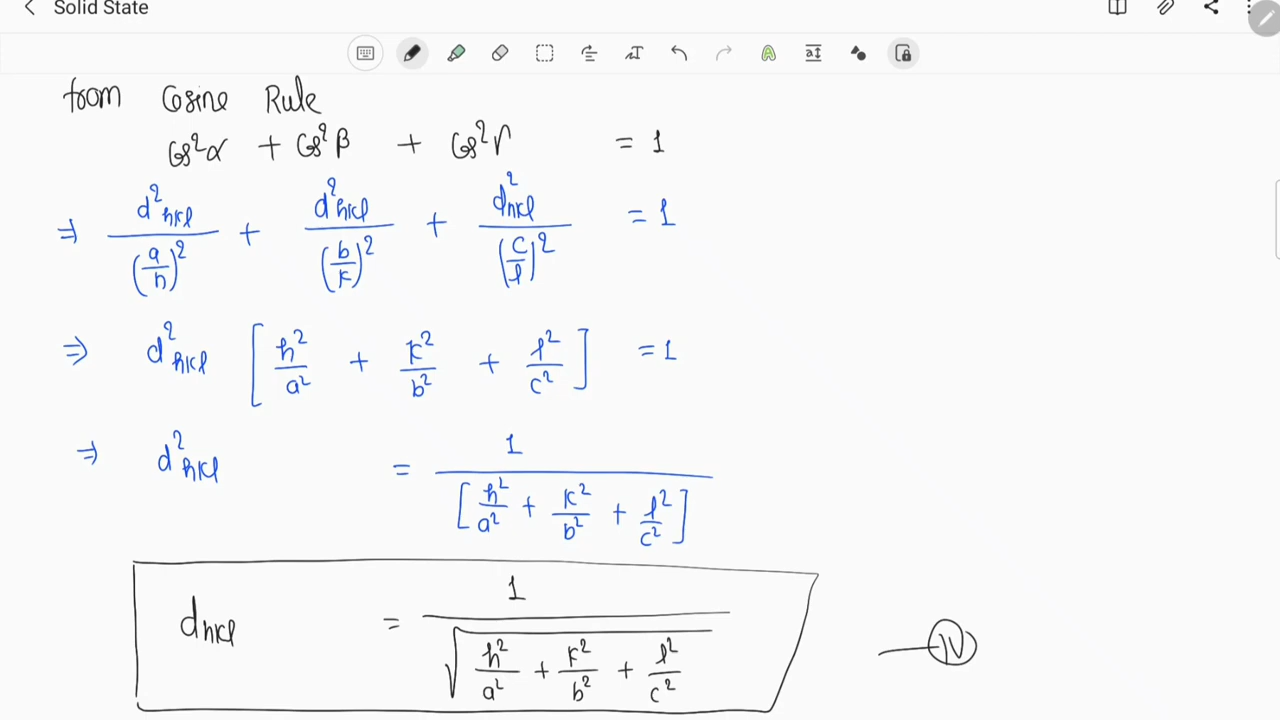 Solid State
from Cosine Rule
Cos²α + Cos²β + Cos²γ = 1
⇒ d²hkl / (a/h)² + d²hkl / (b/k)² + d²hkl / (c/l)² = 1
⇒ d²hkl [ h²/a² + k²/b² + l²/c² ] = 1
⇒ d²hkl = 1 / [ h²/a² + k²/b² + l²/c² ]
dhkl = 1 / √( h²/a² + k²/b² + l²/c² ) — IV